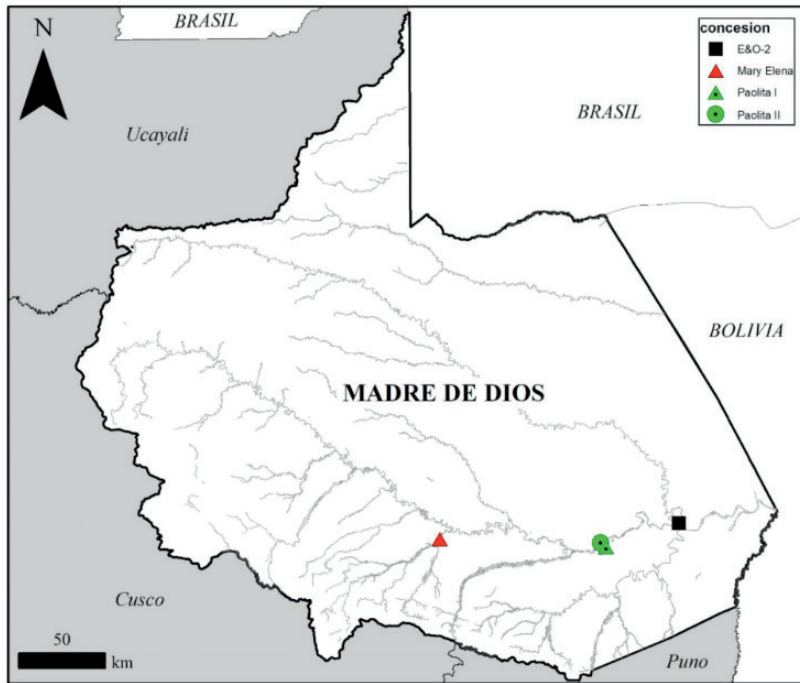 N
BRASIL
concesion
E&O-2
Mary Elena
Paolita I
Paolita II
Ucayali
BRASIL
BOLIVIA
MADRE DE DIOS
Cusco
50
km
Puno